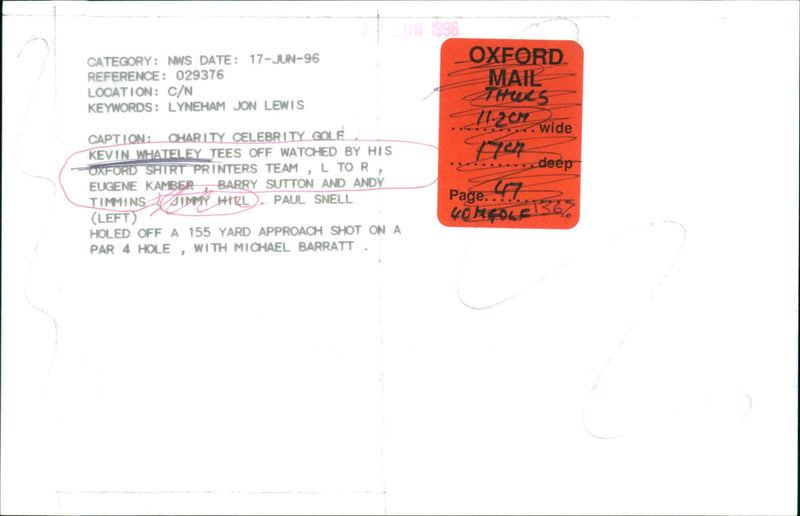 JUN 1996
CATEGORY: NWS DATE: 17-JUN-96
REFERENCE: 029376
LOCATION: C/N
KEYWORDS: LYNEHAM JON LEWIS
CAPTION: CHARITY CELEBRITY GOLF .
KEVIN WHATELEY TEES OFF WATCHED BY HIS
OXFORD SHIRT PRINTERS TEAM , L TO R ,
EUGENE KAMBER , BARRY SUTTON AND ANDY
TIMMINS JIMMY HILL . PAUL SNELL
(LEFT)
HOLED OFF A 155 YARD APPROACH SHOT ON A
PAR 4 HOLE , WITH MICHAEL BARRATT .
OXFORD
MAIL
THURS
11.2CM wide
17CM deep
Page 47
136%